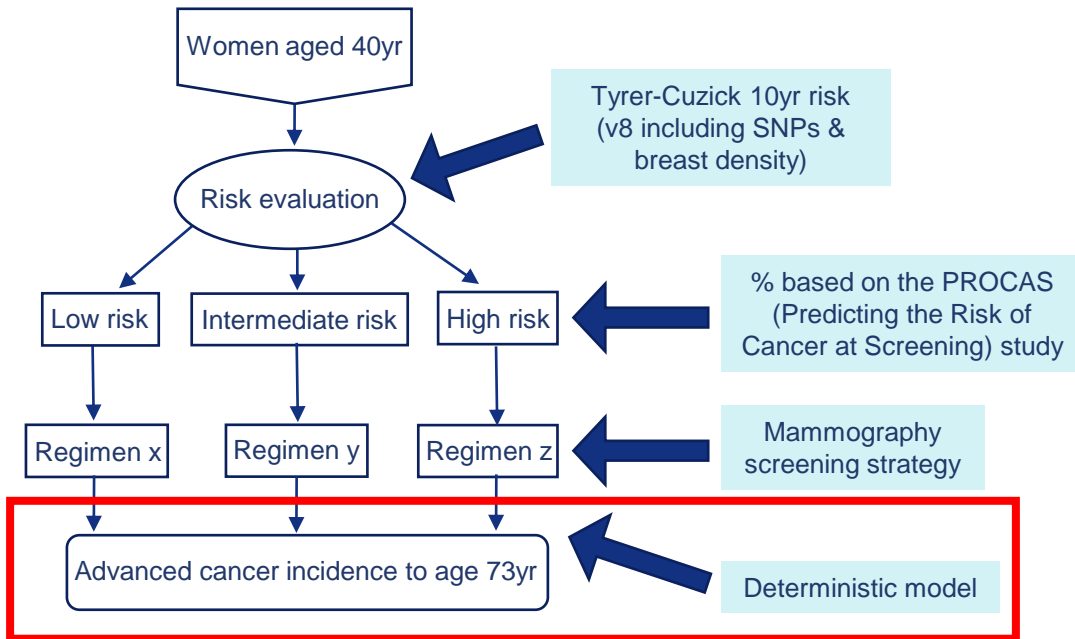 Women aged 40yr
Tyrer-Cuzick 10yr risk
(v8 including SNPs &
breast density)
Risk evaluation
Low risk
Intermediate risk
High risk
% based on the PROCAS
(Predicting the Risk of
Cancer at Screening) study
Regimen x
Regimen y
Regimen z
Mammography
screening strategy
Advanced cancer incidence to age 73yr
Deterministic model